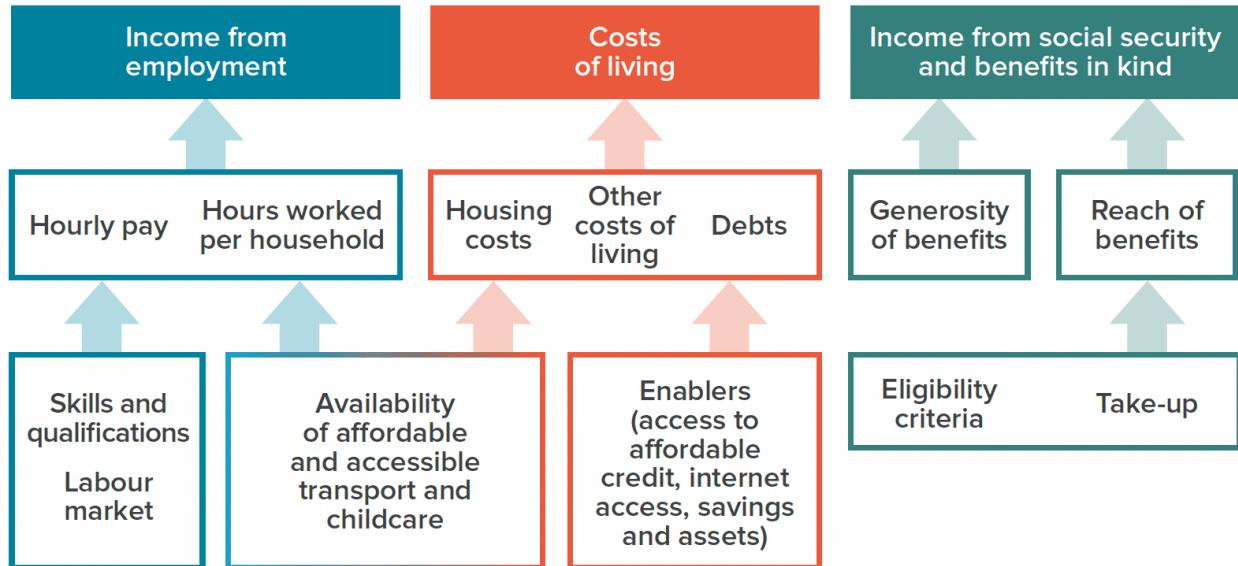 Income from
employment
Costs
of living
Income from social security
and benefits in kind
Hourly pay
Hours worked
per household
Housing
costs
Other
costs of
living
Debts
Generosity
of benefits
Reach of
benefits
Skills and
qualifications
Labour
market
Availability
of affordable
and accessible
transport and
childcare
Enablers
(access to
affordable
credit, internet
access, savings
and assets)
Eligibility
criteria
Take-up